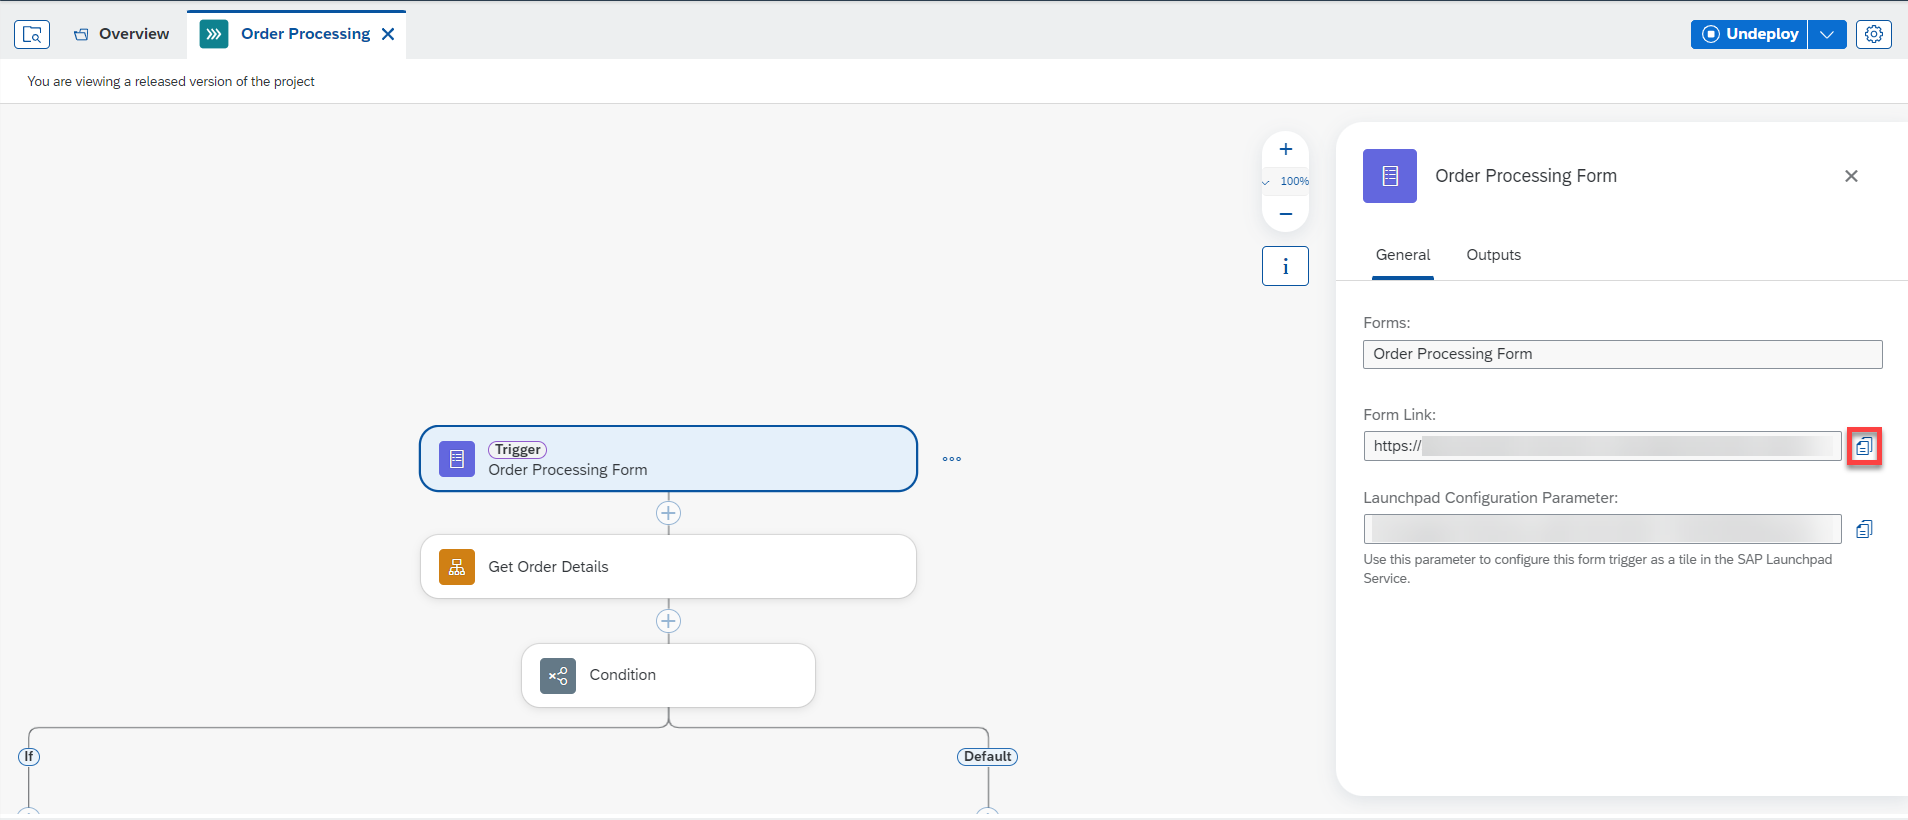 Overview
Order Processing
Undeploy
You are viewing a released version of the project
100%
i
Order Processing Form
General
Outputs
Forms:
Order Processing Form
Form Link:
https://
Launchpad Configuration Parameter:
Use this parameter to configure this form trigger as a tile in the SAP Launchpad
Service.
Trigger
Order Processing Form
Get Order Details
Condition
If
Default